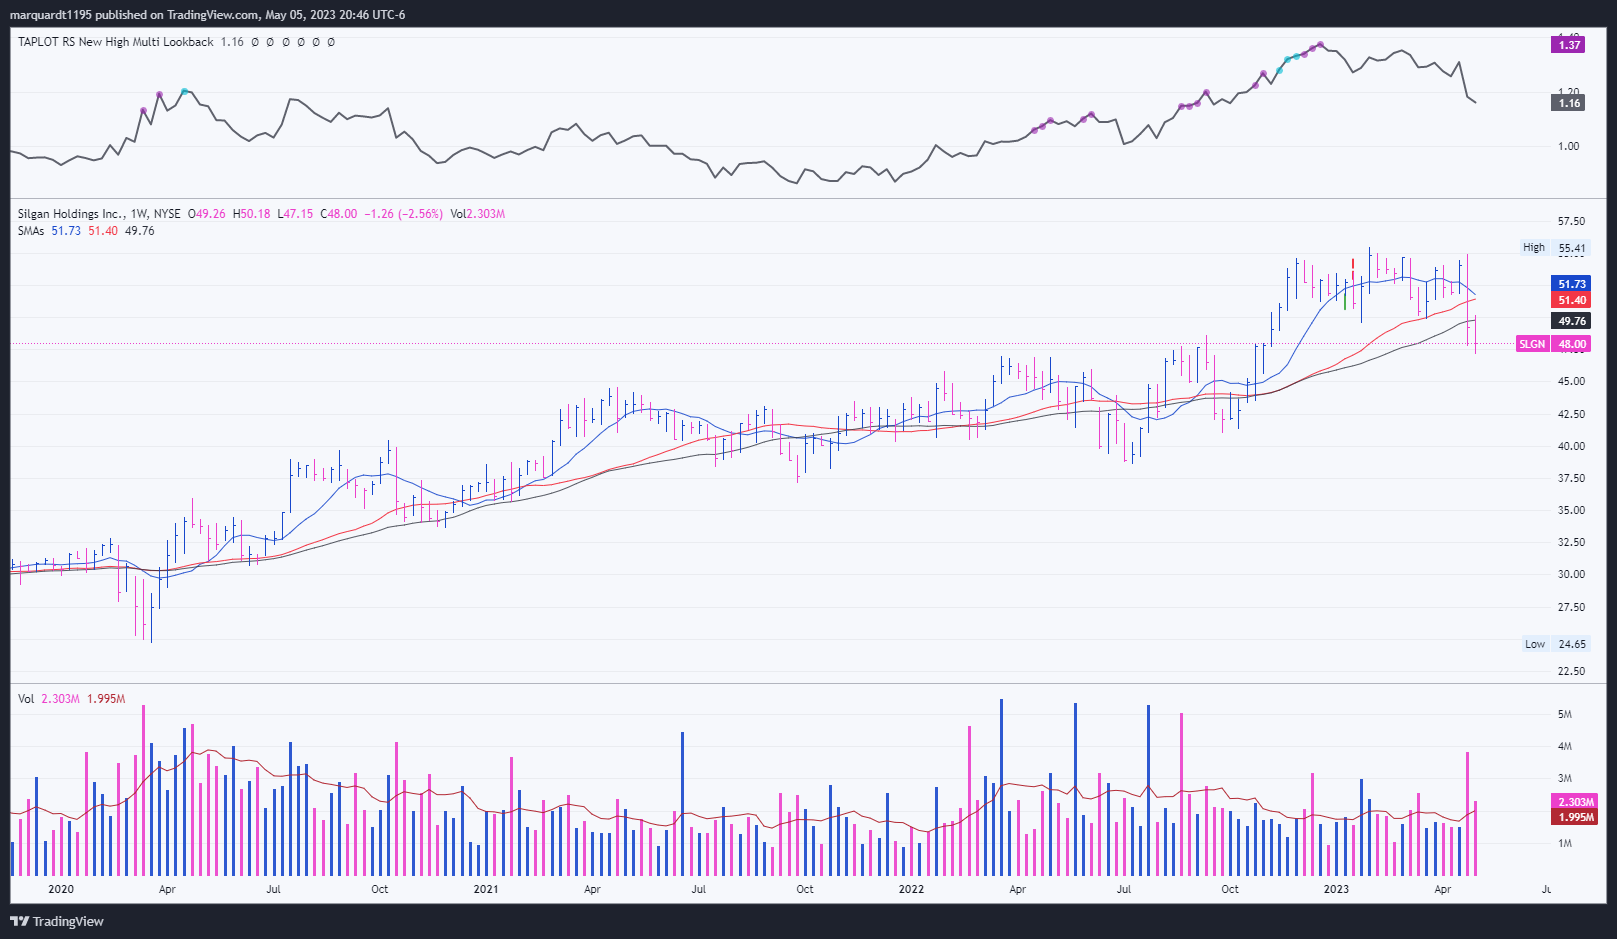 marquardt1195 published on TradingView.com, May 05, 2023 20:46 UTC-6
TAPLOT RS New High Multi Lookback 1.16 Ø Ø Ø Ø Ø Ø
1.37
1.20
1.16
1.00
Silgan Holdings Inc., 1W, NYSE O49.26 H50.18 L47.15 C48.00 −1.26 (−2.56%) Vol2.303M
SMAs 51.73 51.40 49.76
57.50
High 55.41
51.73
51.40
49.76
SLGN 48.00
45.00
42.50
40.00
37.50
35.00
32.50
30.00
27.50
Low 24.65
22.50
Vol 2.303M 1.995M
5M
4M
3M
2.303M
1.995M
1M
2020 Apr Jul Oct 2021 Apr Jul Oct 2022 Apr Jul Oct 2023 Apr
TradingView